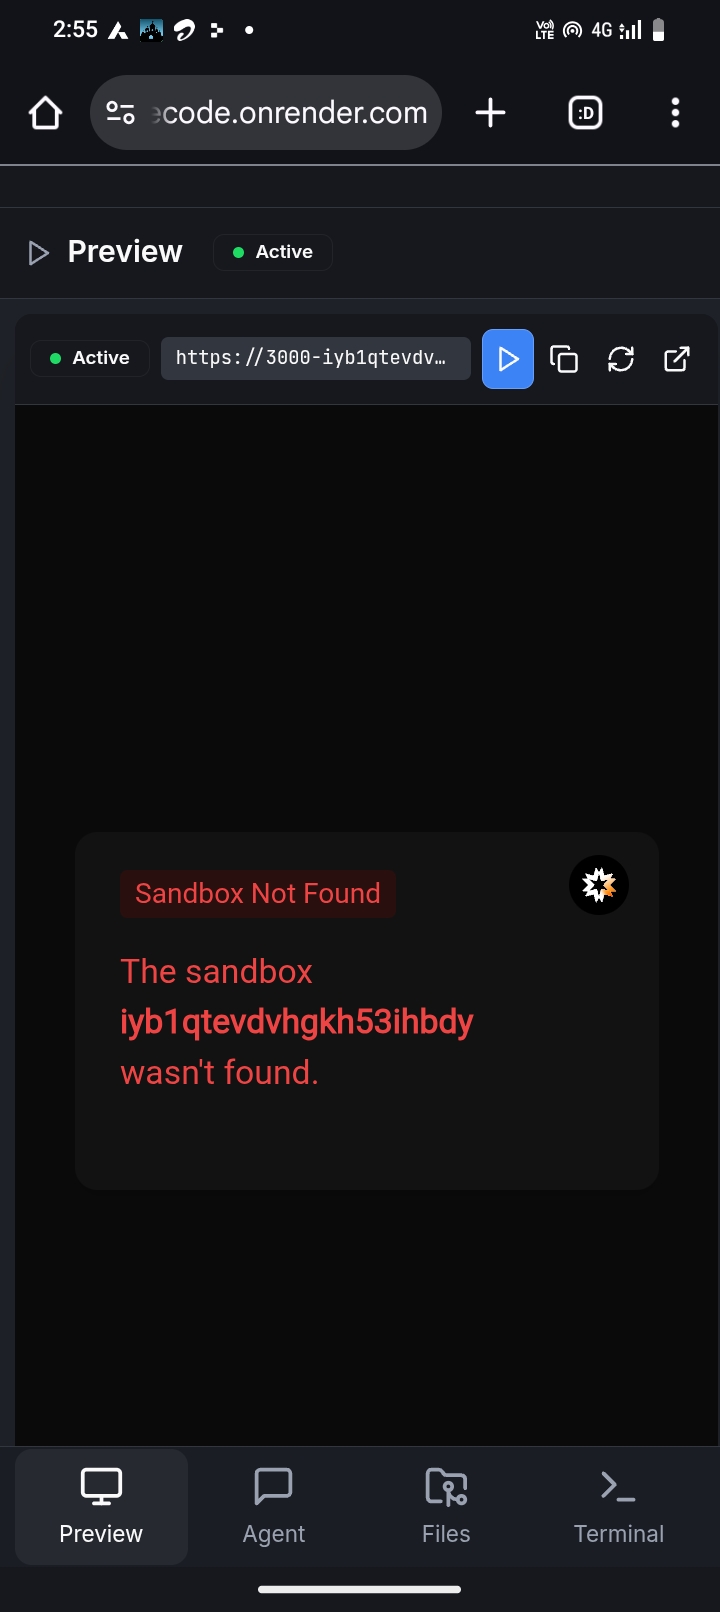 2:55
Vo)) LTE 4G
ecode.onrender.com
:D
Preview Active
Active https://3000-iyb1qtevdv…
Sandbox Not Found
The sandbox
iyb1qtevdvhgkh53ihbdy
wasn't found.
Preview Agent Files Terminal